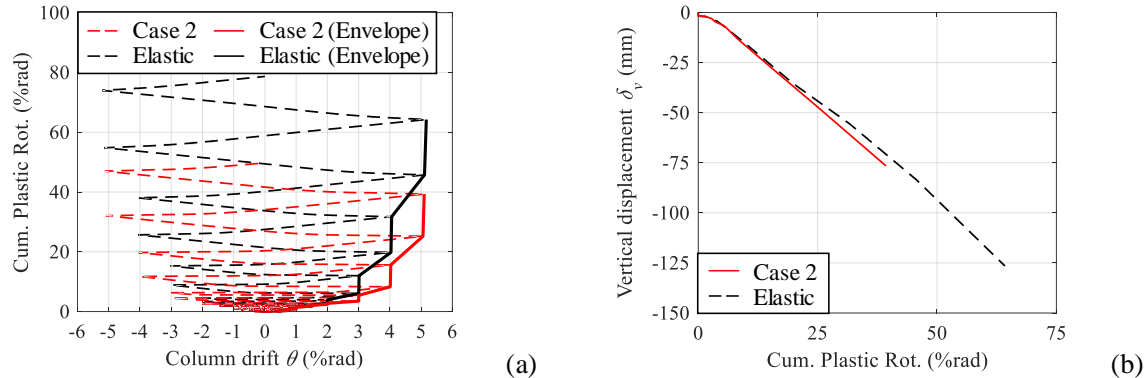 100
80
60
40
20
0
Cum. Plastic Rot. (%rad)
Case 2
Case 2 (Envelope)
Elastic
Elastic (Envelope)
-6 -5 -4 -3 -2 -1 0 1 2 3 4 5 6
Column drift θ (%rad)
(a)
0
-25
-50
-75
-100
-125
-150
Vertical displacement δv (mm)
Case 2
Elastic
0 25 50 75
Cum. Plastic Rot. (%rad)
(b)